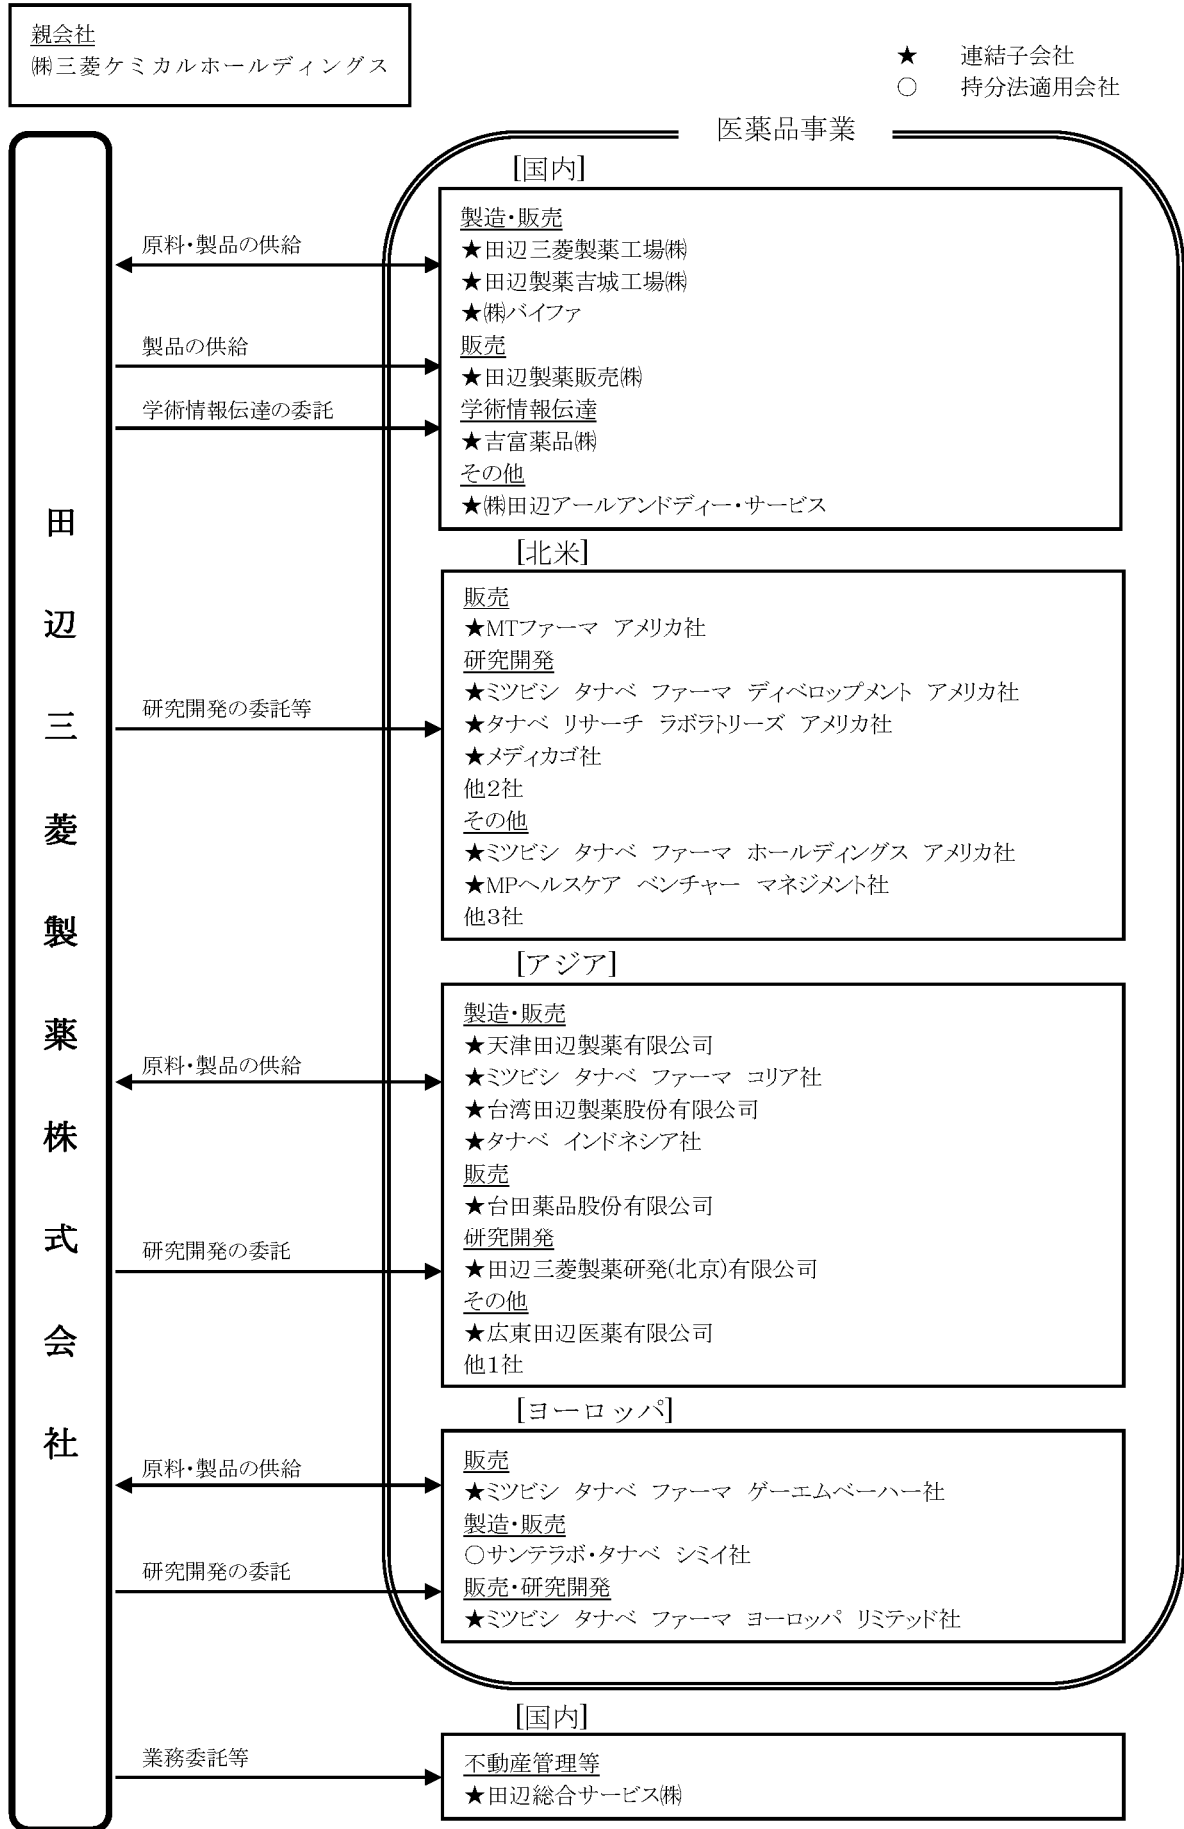 親会社
㈱三菱ケミカルホールディングス
★ 連結子会社
○ 持分法適用会社
田辺三菱製薬株式会社
医薬品事業
[国内]
原料・製品の供給
製品の供給
学術情報伝達の委託
製造・販売
★田辺三菱製薬工場㈱
★田辺製薬吉城工場㈱
★㈱バイファ
販売
★田辺製薬販売㈱
学術情報伝達
★吉富薬品㈱
その他
★㈱田辺アールアンドディー・サービス
[北米]
研究開発の委託等
販売
★MTファーマ アメリカ社
研究開発
★ミツビシ タナベ ファーマ ディベロップメント アメリカ社
★タナベ リサーチ ラボラトリーズ アメリカ社
★メディカゴ社
他2社
その他
★ミツビシ タナベ ファーマ ホールディングス アメリカ社
★MPヘルスケア ベンチャー マネジメント社
他3社
[アジア]
原料・製品の供給
研究開発の委託
製造・販売
★天津田辺製薬有限公司
★ミツビシ タナベ ファーマ コリア社
★台湾田辺製薬股份有限公司
★タナベ インドネシア社
販売
★台田薬品股份有限公司
研究開発
★田辺三菱製薬研発(北京)有限公司
その他
★広東田辺医薬有限公司
他1社
[ヨーロッパ]
原料・製品の供給
研究開発の委託
販売
★ミツビシ タナベ ファーマ ゲーエムベーハー社
製造・販売
○サンテラボ・タナベ シミイ社
販売・研究開発
★ミツビシ タナベ ファーマ ヨーロッパ リミテッド社
[国内]
業務委託等
不動産管理等
★田辺総合サービス㈱